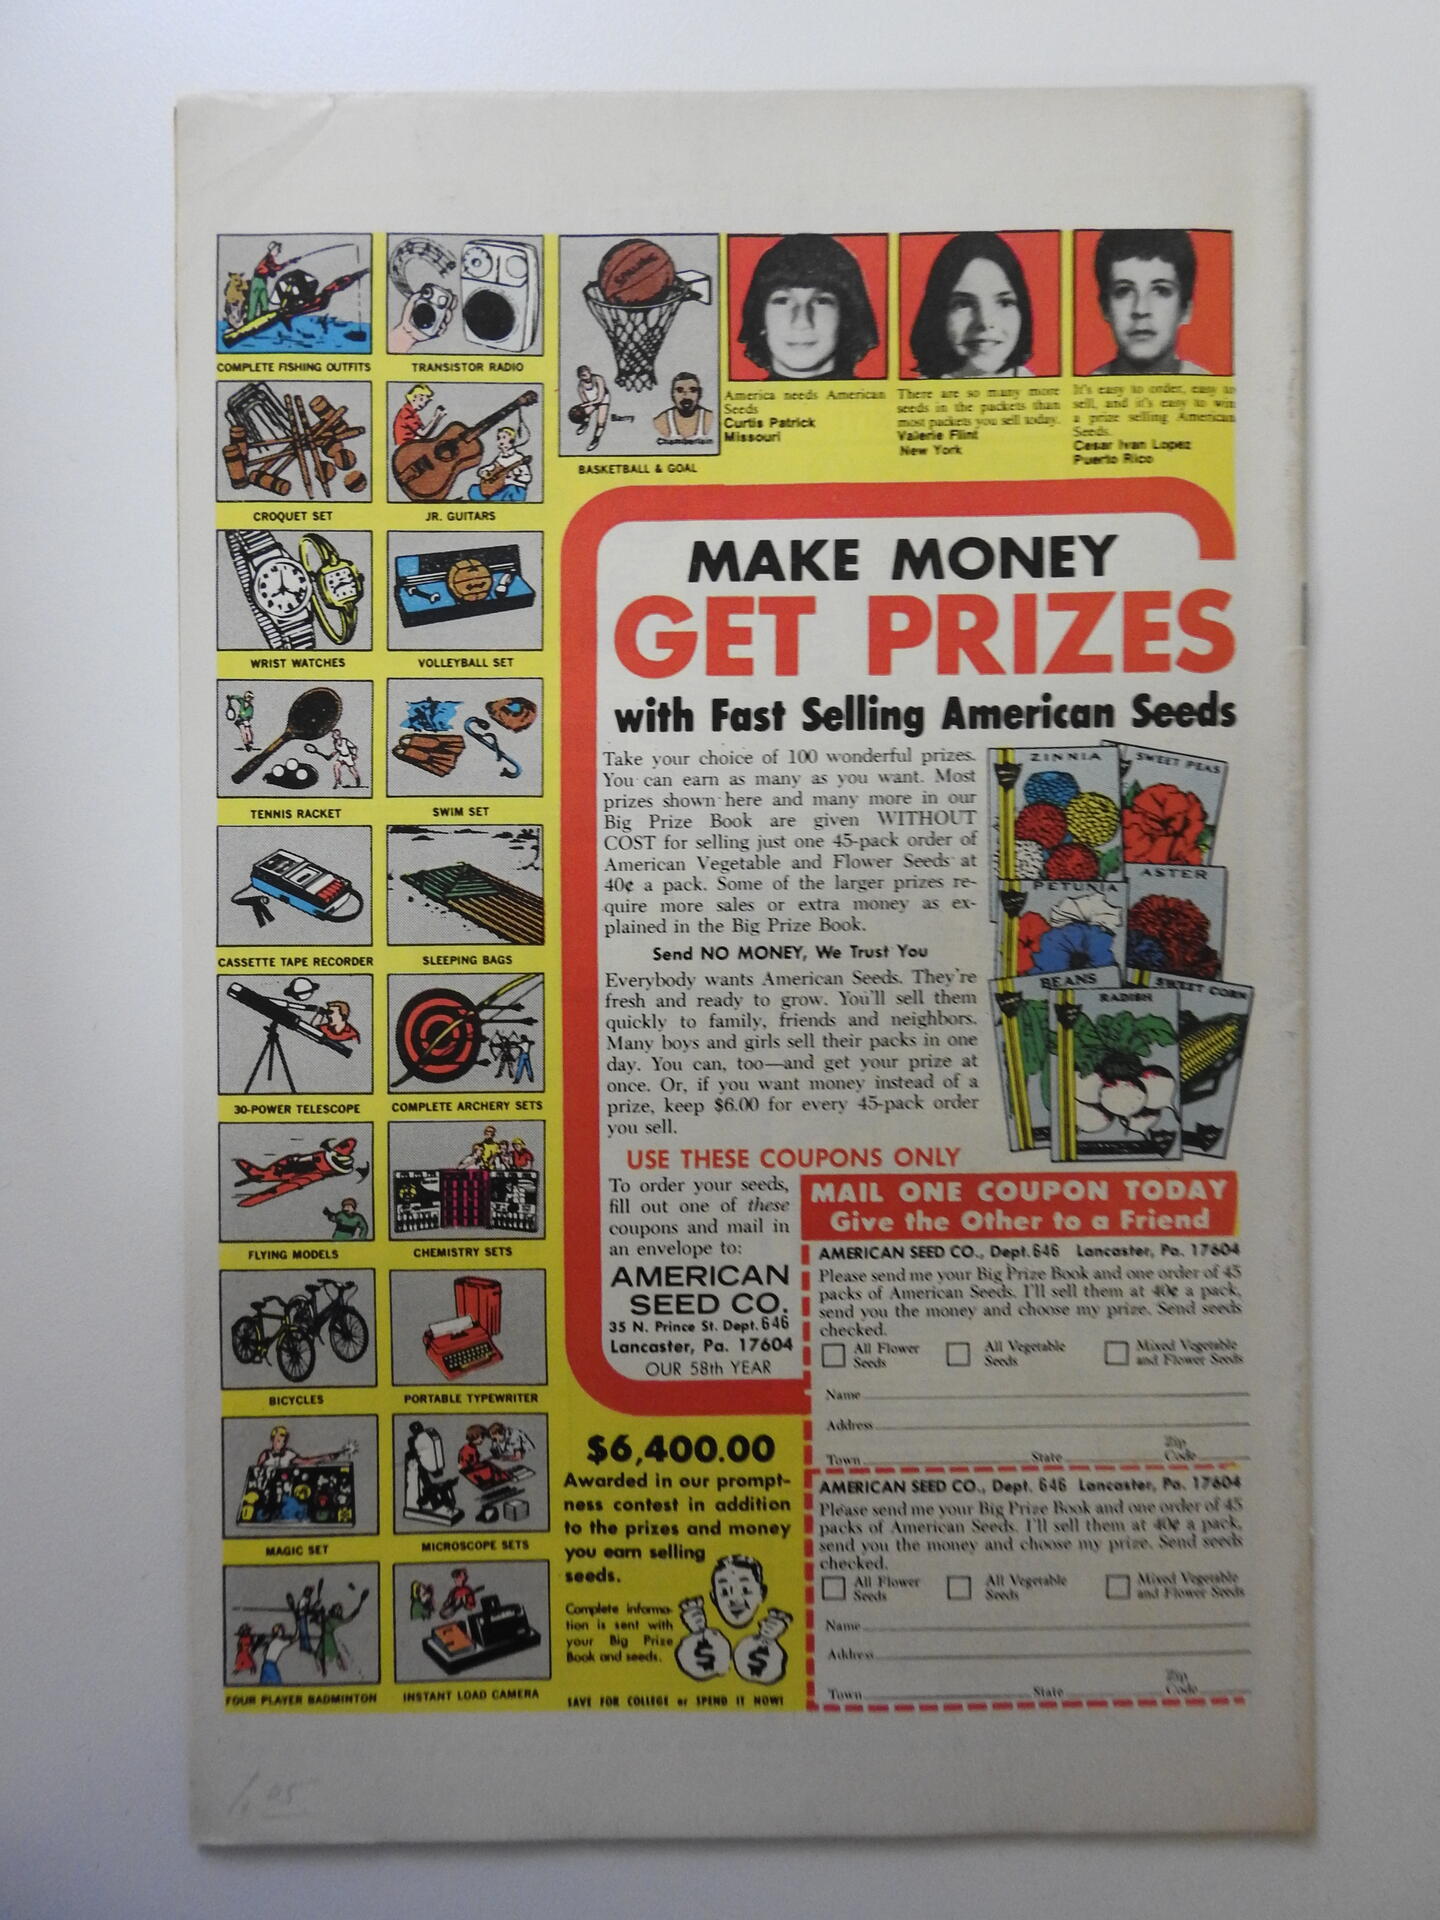 COMPLETE FISHING OUTFITS
TRANSISTOR RADIO
CROQUET SET
JR. GUITARS
WRIST WATCHES
VOLLEYBALL SET
TENNIS RACKET
SWIM SET
CASSETTE TAPE RECORDER
SLEEPING BAGS
30-POWER TELESCOPE
COMPLETE ARCHERY SETS
FLYING MODELS
CHEMISTRY SETS
BICYCLES
PORTABLE TYPEWRITER
MAGIC SET
MICROSCOPE SETS
FOUR PLAYER BADMINTON
INSTANT LOAD CAMERA
SPALDING
Barry
Chamberlain
BASKETBALL & GOAL
America needs American
Seeds
Curtis Patrick
Missouri
There are so many more
seeds in the packets than
most packets you sell today.
Valerie Flint
New York
It's easy to order, easy to
sell, and it's easy to win
a prize selling American
Seeds.
Cesar Ivan Lopez
Puerto Rico
MAKE MONEY
GET PRIZES
with Fast Selling American Seeds
Take your choice of 100 wonderful prizes.
You can earn as many as you want. Most
prizes shown here and many more in our
Big Prize Book are given WITHOUT
COST for selling just one 45-pack order of
American Vegetable and Flower Seeds at
40¢ a pack. Some of the larger prizes re-
quire more sales or extra money as ex-
plained in the Big Prize Book.
Send NO MONEY, We Trust You
Everybody wants American Seeds. They're
fresh and ready to grow. You'll sell them
quickly to family, friends and neighbors.
Many boys and girls sell their packs in one
day. You can, too—and get your prize at
once. Or, if you want money instead of a
prize, keep $6.00 for every 45-pack order
you sell.
ZINNIA
SWEET PEAS
PETUNIA
ASTER
BEANS
RADISH
SWEET CORN
USE THESE COUPONS ONLY
To order your seeds,
fill out one of these
coupons and mail in
an envelope to:
AMERICAN
SEED CO.
35 N. Prince St. Dept. 646
Lancaster, Pa. 17604
OUR 58th YEAR
MAIL ONE COUPON TODAY
Give the Other to a Friend
AMERICAN SEED CO., Dept. 646 Lancaster, Pa. 17604
Please send me your Big Prize Book and one order of 45
packs of American Seeds. I'll sell them at 40¢ a pack,
send you the money and choose my prize. Send seeds
checked.
All Flower
Seeds
All Vegetable
Seeds
Mixed Vegetable
and Flower Seeds
Name
Address
Town State Zip Code
AMERICAN SEED CO., Dept. 646 Lancaster, Pa. 17604
Please send me your Big Prize Book and one order of 45
packs of American Seeds. I'll sell them at 40¢ a pack,
send you the money and choose my prize. Send seeds
checked.
All Flower
Seeds
All Vegetable
Seeds
Mixed Vegetable
and Flower Seeds
Name
Address
Town State Zip Code
$6,400.00
Awarded in our prompt-
ness contest in addition
to the prizes and money
you earn selling
seeds.
Complete informa-
tion is sent with
your Big Prize
Book and seeds.
$ $
SAVE FOR COLLEGE or SPEND IT NOW!